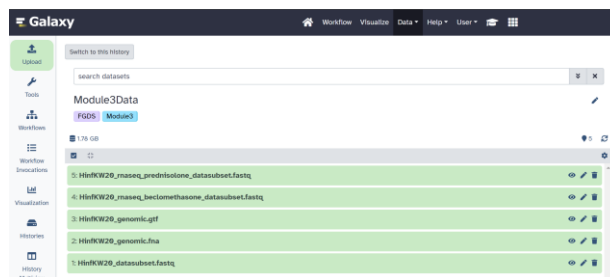 Galaxy
Workflow Visualize Data Help User
Upload
Tools
Workflows
Workflow Invocations
Visualization
Histories
History
Switch to this history
search datasets
Module3Data
FGDS Module3
1.76 GB
5
5: HinfKW20_rnaseq_prednisolone_datasubset.fastq
4: HinfKW20_rnaseq_beclomethasone_datasubset.fastq
3: HinfKW20_genomic.gtf
2: HinfKW20_genomic.fna
1: HinfKW20_datasubset.fastq